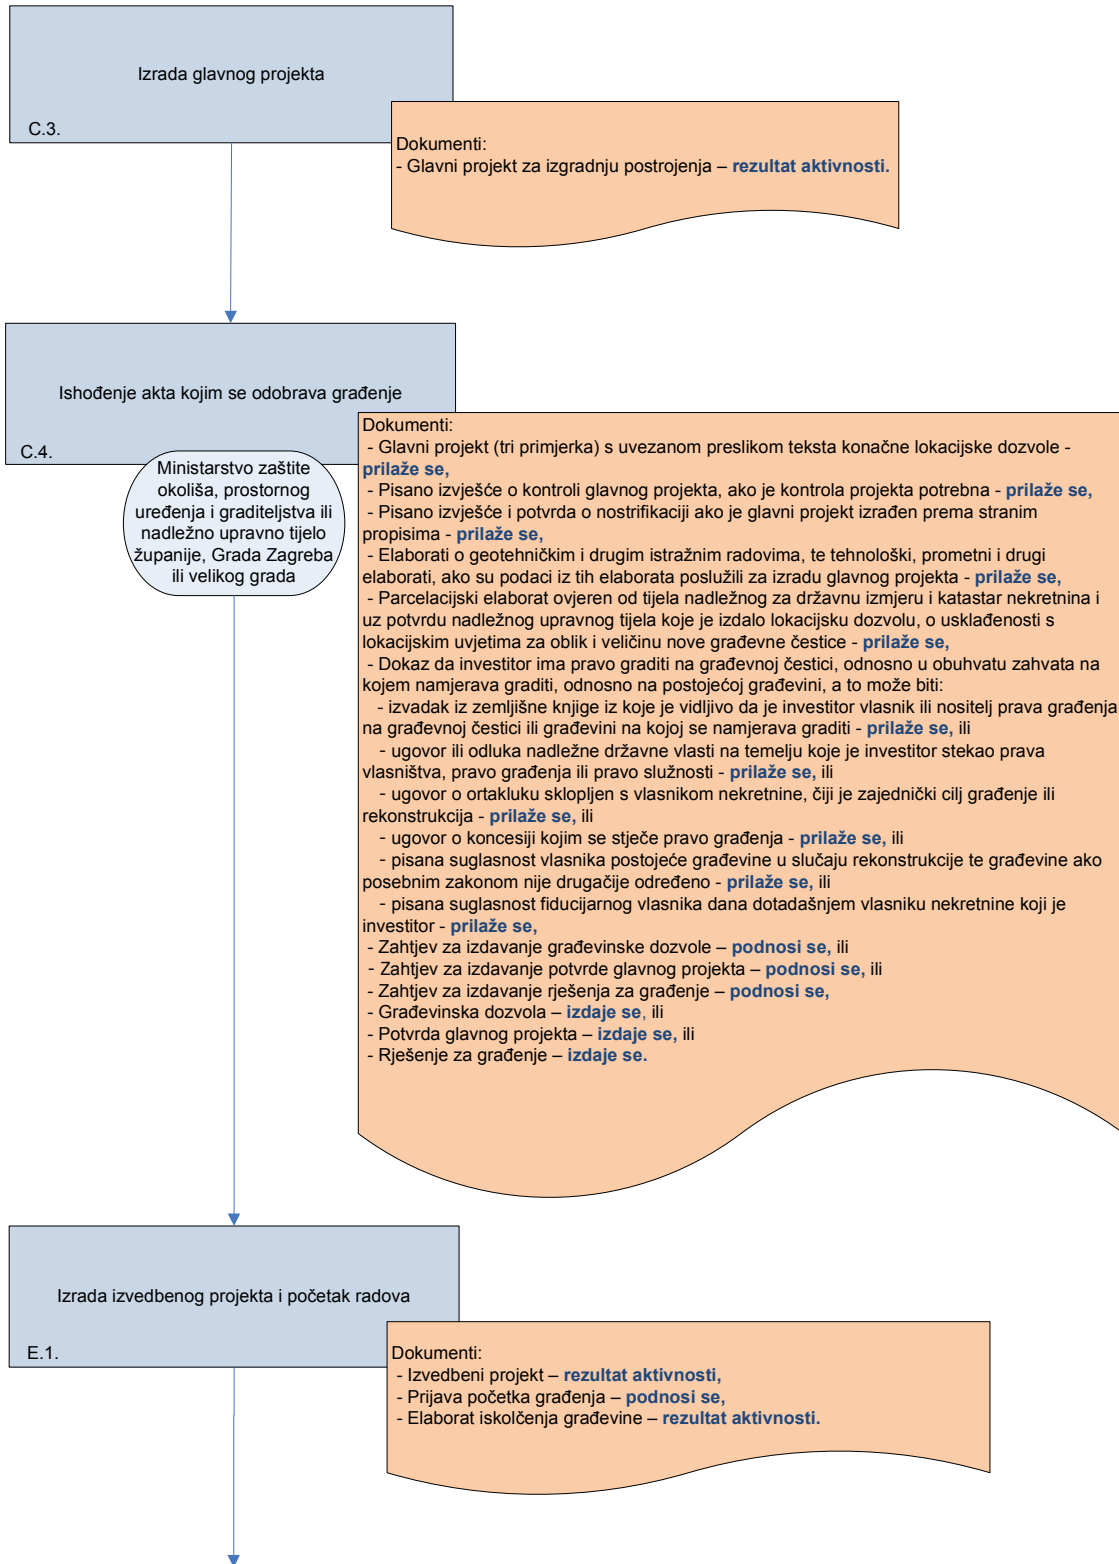 Izrada glavnog projekta
C.3.
Dokumenti:
- Glavni projekt za izgradnju postrojenja – rezultat aktivnosti.
Ishođenje akta kojim se odobrava građenje
C.4.
Ministarstvo zaštite
okoliša, prostornog
uređenja i graditeljstva ili
nadležno upravno tijelo
županije, Grada Zagreba
ili velikog grada
Dokumenti:
- Glavni projekt (tri primjerka) s uvezanom preslikom teksta konačne lokacijske dozvole -
prilaže se,
- Pisano izvješće o kontroli glavnog projekta, ako je kontrola projekta potrebna - prilaže se,
- Pisano izvješće i potvrda o nostrifikaciji ako je glavni projekt izrađen prema stranim
propisima - prilaže se,
- Elaborati o geotehničkim i drugim istražnim radovima, te tehnološki, prometni i drugi
elaborati, ako su podaci iz tih elaborata poslužili za izradu glavnog projekta - prilaže se,
- Parcelacijski elaborat ovjeren od tijela nadležnog za državnu izmjeru i katastar nekretnina i
uz potvrdu nadležnog upravnog tijela koje je izdalo lokacijsku dozvolu, o usklađenosti s
lokacijskim uvjetima za oblik i veličinu nove građevne čestice - prilaže se,
- Dokaz da investitor ima pravo graditi na građevnoj čestici, odnosno u obuhvatu zahvata na
kojem namjerava graditi, odnosno na postojećoj građevini, a to može biti:
- izvadak iz zemljišne knjige iz koje je vidljivo da je investitor vlasnik ili nositelj prava građenja
na građevnoj čestici ili građevini na kojoj se namjerava graditi - prilaže se, ili
- ugovor ili odluka nadležne državne vlasti na temelju koje je investitor stekao prava
vlasništva, pravo građenja ili pravo služnosti - prilaže se, ili
- ugovor o ortakluku sklopljen s vlasnikom nekretnine, čiji je zajednički cilj građenje ili
rekonstrukcija - prilaže se, ili
- ugovor o koncesiji kojim se stječe pravo građenja - prilaže se, ili
- pisana suglasnost vlasnika postojeće građevine u slučaju rekonstrukcije te građevine ako
posebnim zakonom nije drugačije određeno - prilaže se, ili
- pisana suglasnost fiducijarnog vlasnika dana dotadašnjem vlasniku nekretnine koji je
investitor - prilaže se,
- Zahtjev za izdavanje građevinske dozvole – podnosi se, ili
- Zahtjev za izdavanje potvrde glavnog projekta – podnosi se, ili
- Zahtjev za izdavanje rješenja za građenje – podnosi se,
- Građevinska dozvola – izdaje se, ili
- Potvrda glavnog projekta – izdaje se, ili
- Rješenje za građenje – izdaje se.
Izrada izvedbenog projekta i početak radova
E.1.
Dokumenti:
- Izvedbeni projekt – rezultat aktivnosti,
- Prijava početka građenja – podnosi se,
- Elaborat iskolčenja građevine – rezultat aktivnosti.